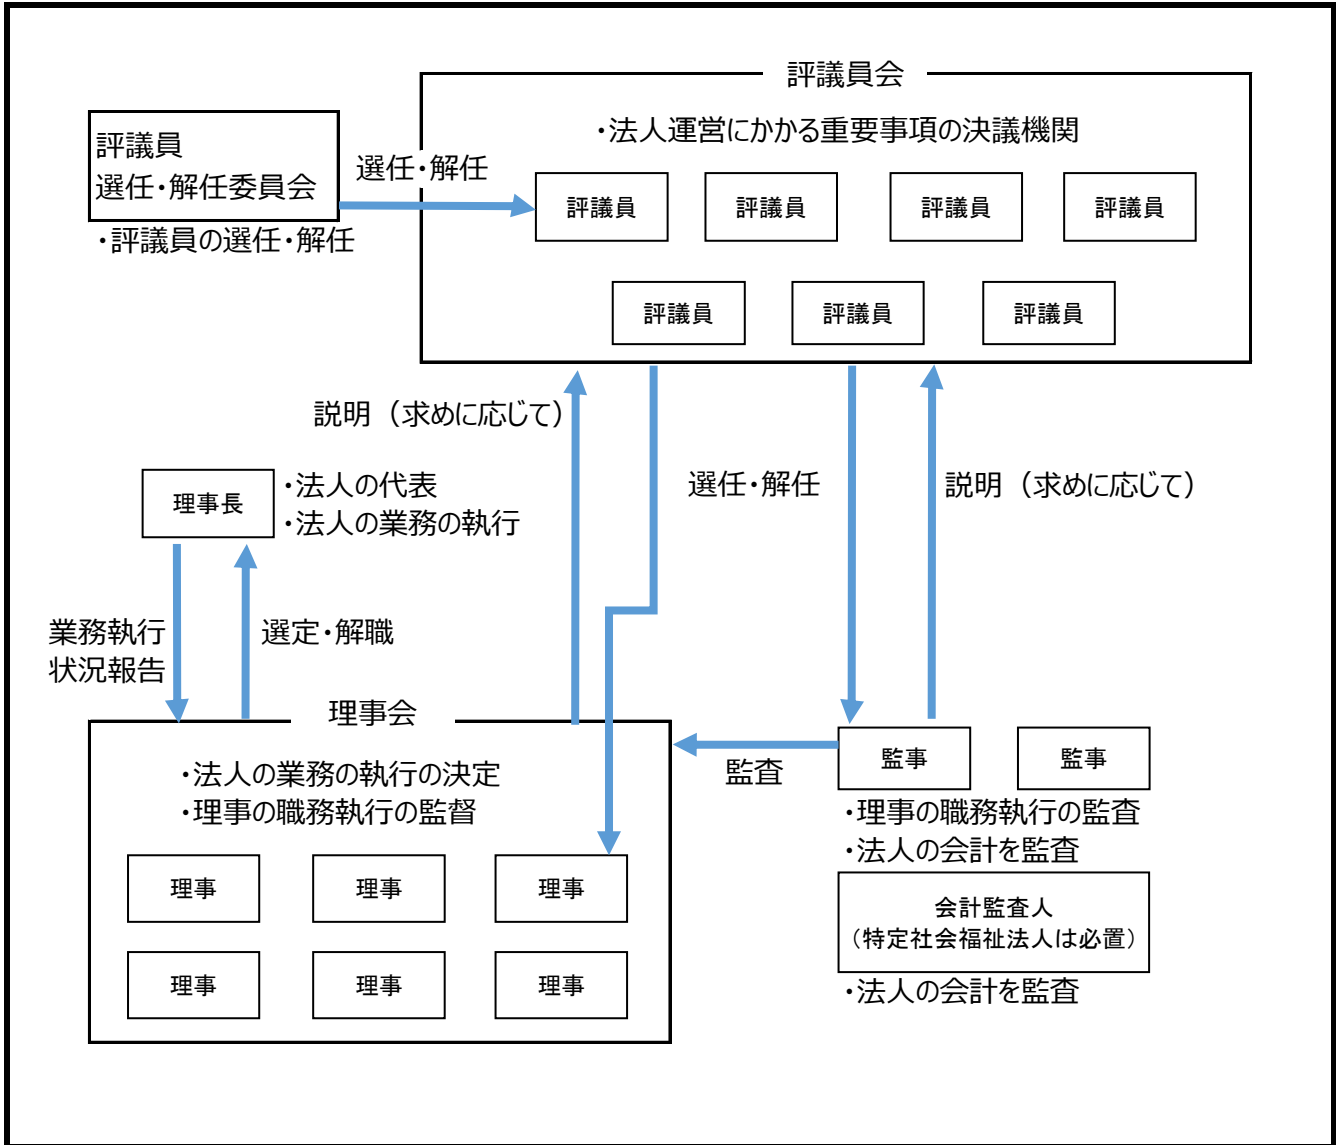 評議員会
・法人運営にかかる重要事項の決議機関
評議員
選任・解任委員会
・評議員の選任・解任
選任・解任
評議員
評議員
評議員
評議員
評議員
評議員
評議員
説明（求めに応じて）
選任・解任
説明（求めに応じて）
理事長
・法人の代表
・法人の業務の執行
業務執行
状況報告
選定・解職
理事会
・法人の業務の執行の決定
・理事の職務執行の監督
理事
理事
理事
理事
理事
理事
監査
監事
監事
・理事の職務執行の監査
・法人の会計を監査
会計監査人
（特定社会福祉法人は必置）
・法人の会計を監査